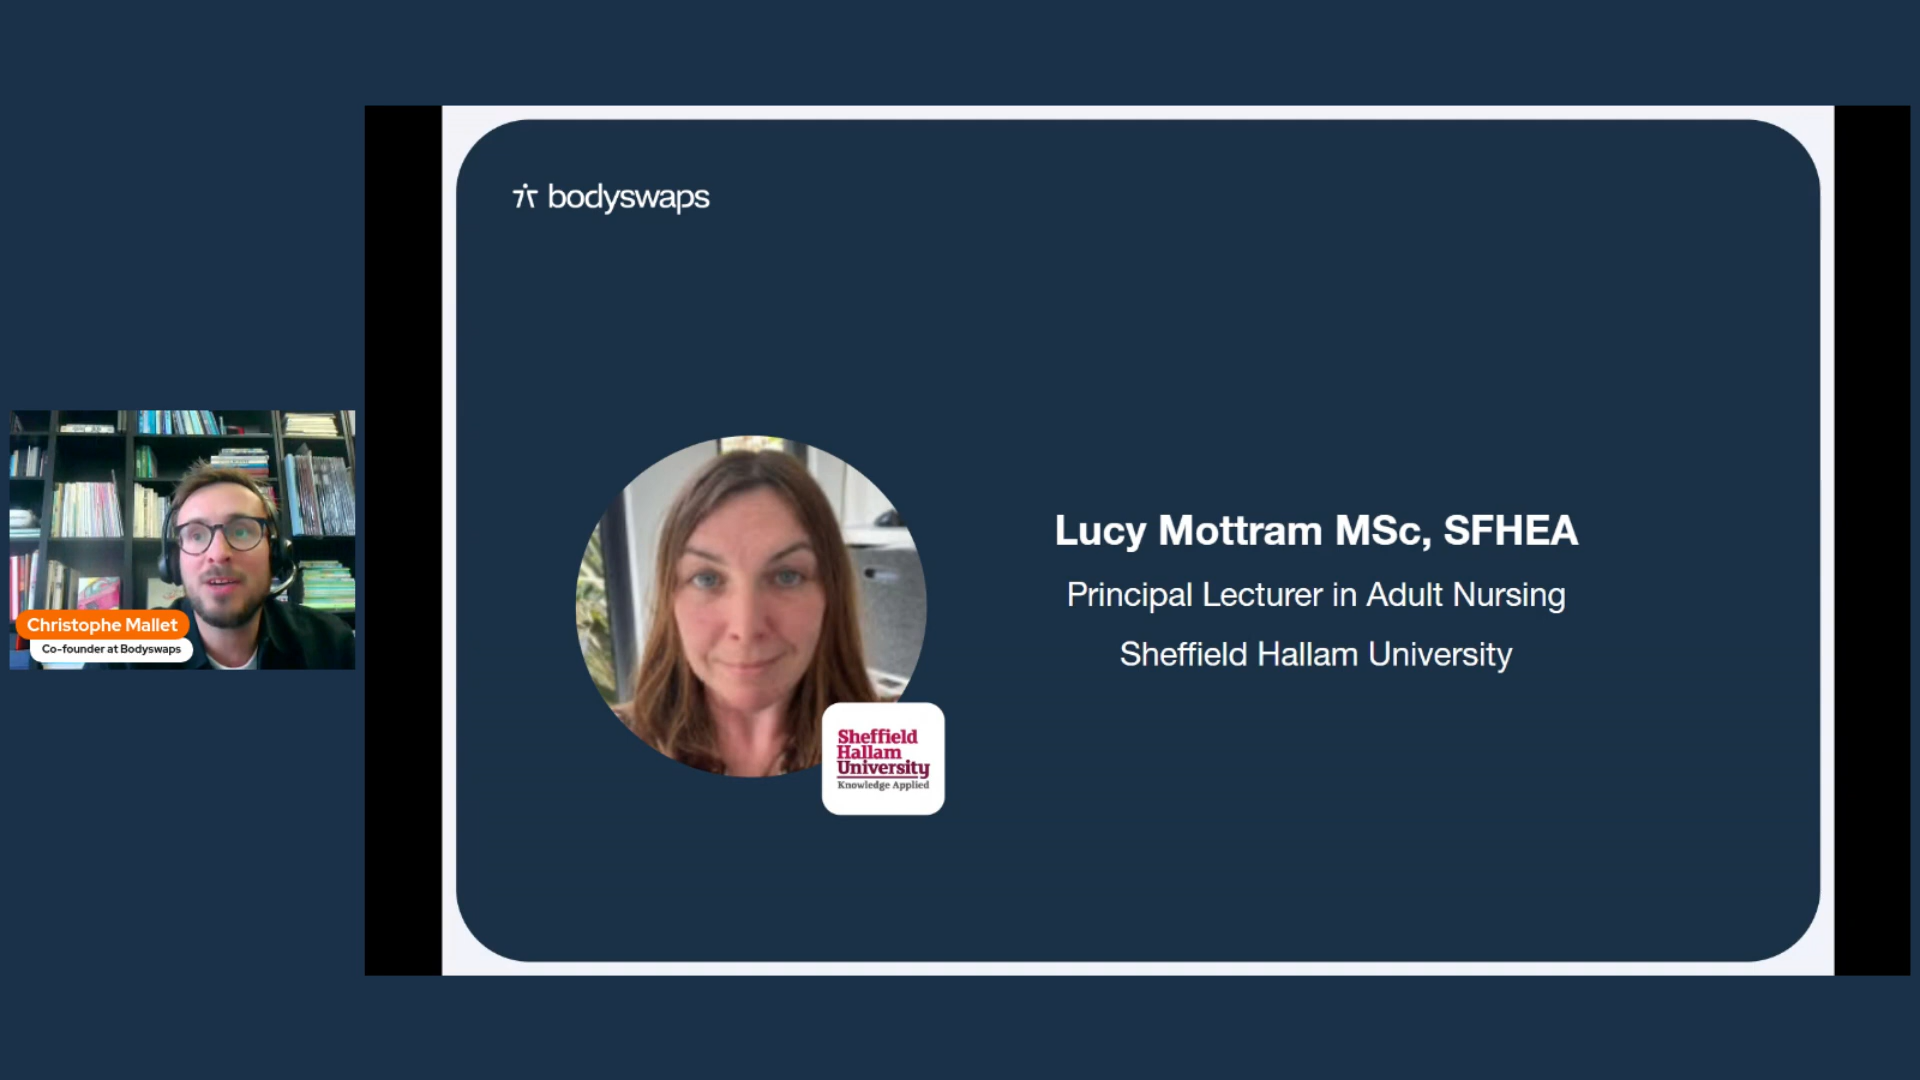 bodyswaps
Lucy Mottram MSc, SFHEA
Principal Lecturer in Adult Nursing
Sheffield Hallam University
Sheffield
Hallam
University
Knowledge Applied
Christophe Mallet
Co-founder at Bodyswaps